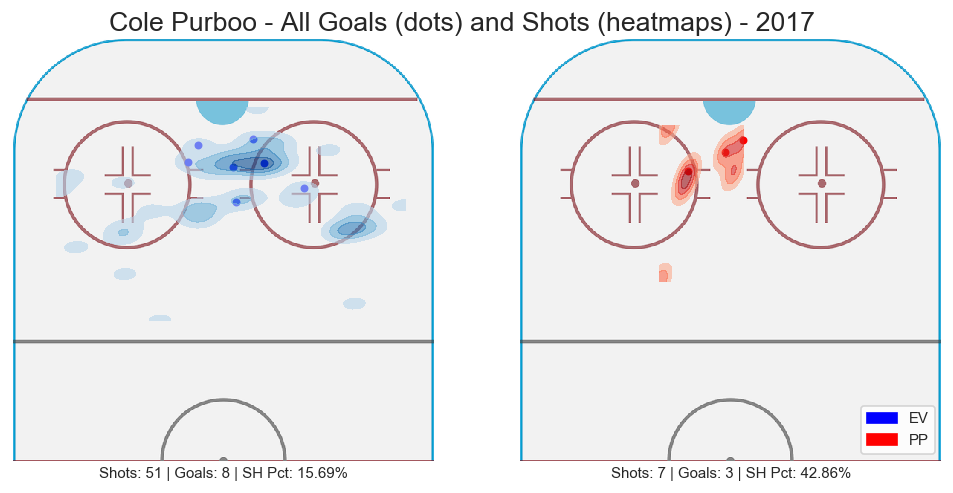 Cole Purboo - All Goals (dots) and Shots (heatmaps) - 2017
EV
PP
Shots: 51 | Goals: 8 | SH Pct: 15.69%
Shots: 7 | Goals: 3 | SH Pct: 42.86%